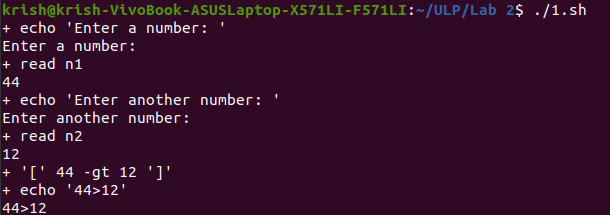 krish@krish-VivoBook-ASUSLaptop-X571LI-F571LI:~/ULP/Lab 2$ ./1.sh
+ echo 'Enter a number: '
Enter a number:
+ read n1
44
+ echo 'Enter another number: '
Enter another number:
+ read n2
12
+ '[' 44 -gt 12 ']'
+ echo '44>12'
44>12